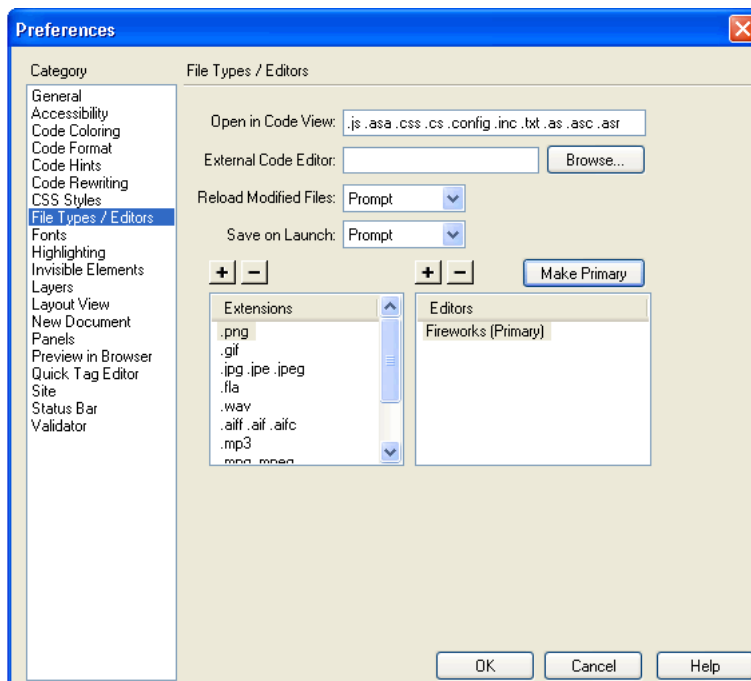 Preferences
Category
General
Accessibility
Code Coloring
Code Format
Code Hints
Code Rewriting
CSS Styles
File Types / Editors
Fonts
Highlighting
Invisible Elements
Layers
Layout View
New Document
Panels
Preview in Browser
Quick Tag Editor
Site
Status Bar
Validator
File Types / Editors
Open in Code View: .js .asa .css .cs .config .inc .txt .as .asc .asr
External Code Editor: Browse...
Reload Modified Files: Prompt
Save on Launch: Prompt
+ − + − Make Primary
Extensions
.png
.gif
.jpg .jpe .jpeg
.fla
.wav
.aiff .aif .aifc
.mp3
.mpg .mpeg
Editors
Fireworks (Primary)
OK Cancel Help